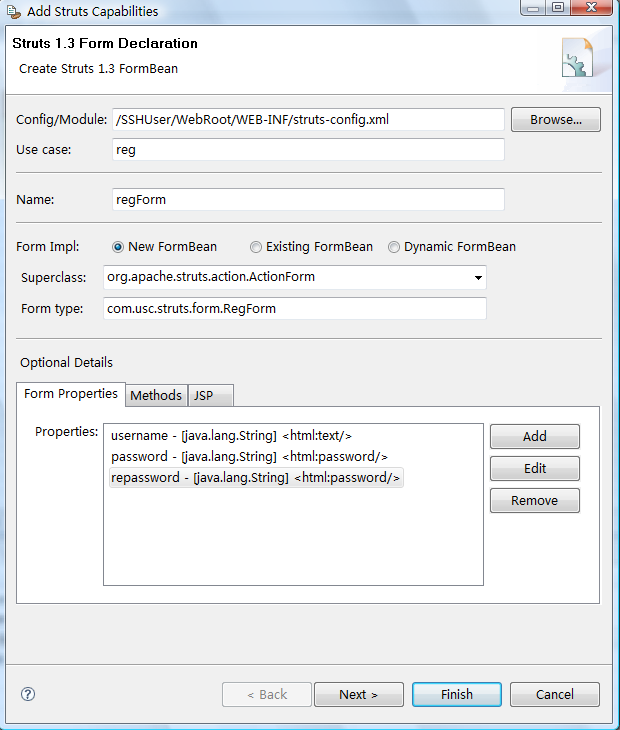 Add Struts Capabilities
Struts 1.3 Form Declaration
Create Struts 1.3 FormBean
Config/Module: /SSHUser/WebRoot/WEB-INF/struts-config.xml Browse...
Use case: reg
Name: regForm
Form Impl: New FormBean Existing FormBean Dynamic FormBean
Superclass: org.apache.struts.action.ActionForm
Form type: com.usc.struts.form.RegForm
Optional Details
Form Properties Methods JSP
Properties: username - [java.lang.String] <html:text/> Add
password - [java.lang.String] <html:password/> Edit
repassword - [java.lang.String] <html:password/> Remove
< Back Next > Finish Cancel